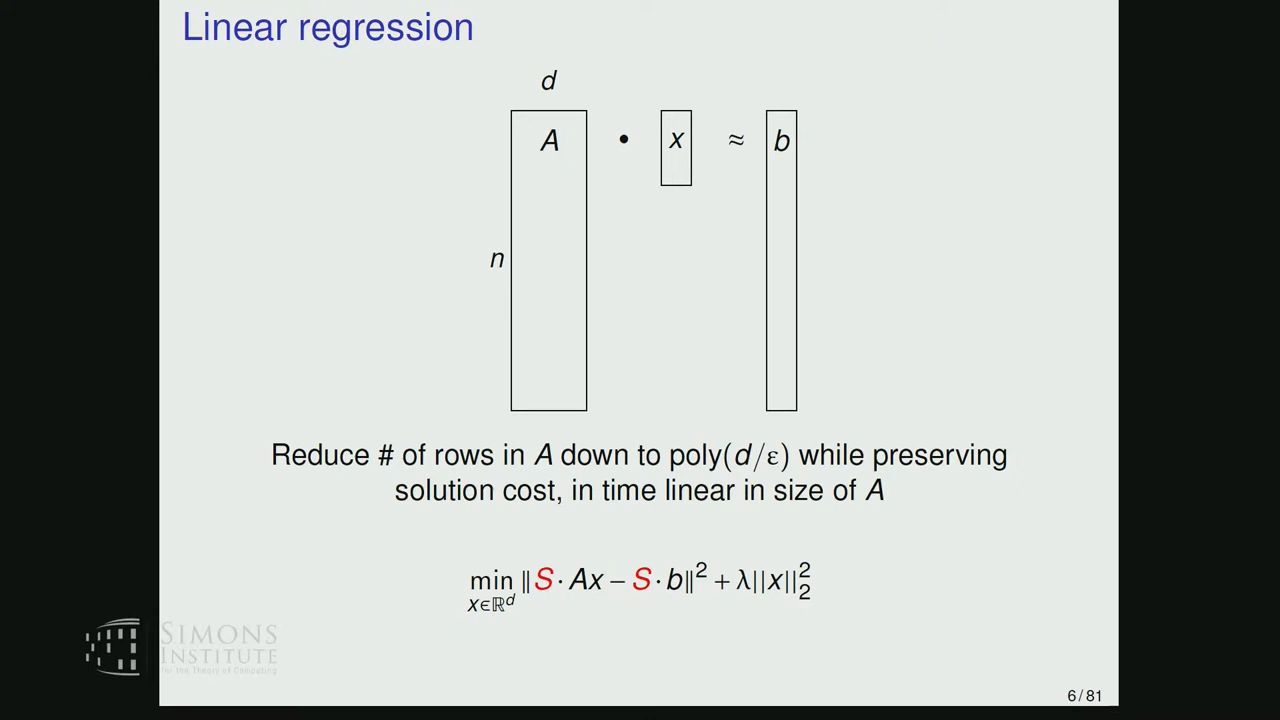 Linear regression
d
A • x ≈ b
n
Reduce # of rows in A down to poly(d/ε) while preserving
solution cost, in time linear in size of A
min ‖S · Ax − S · b‖² + λ||x||₂²
x∈ℝᵈ
SIMONS
INSTITUTE
for the Theory of Computing
6 / 81